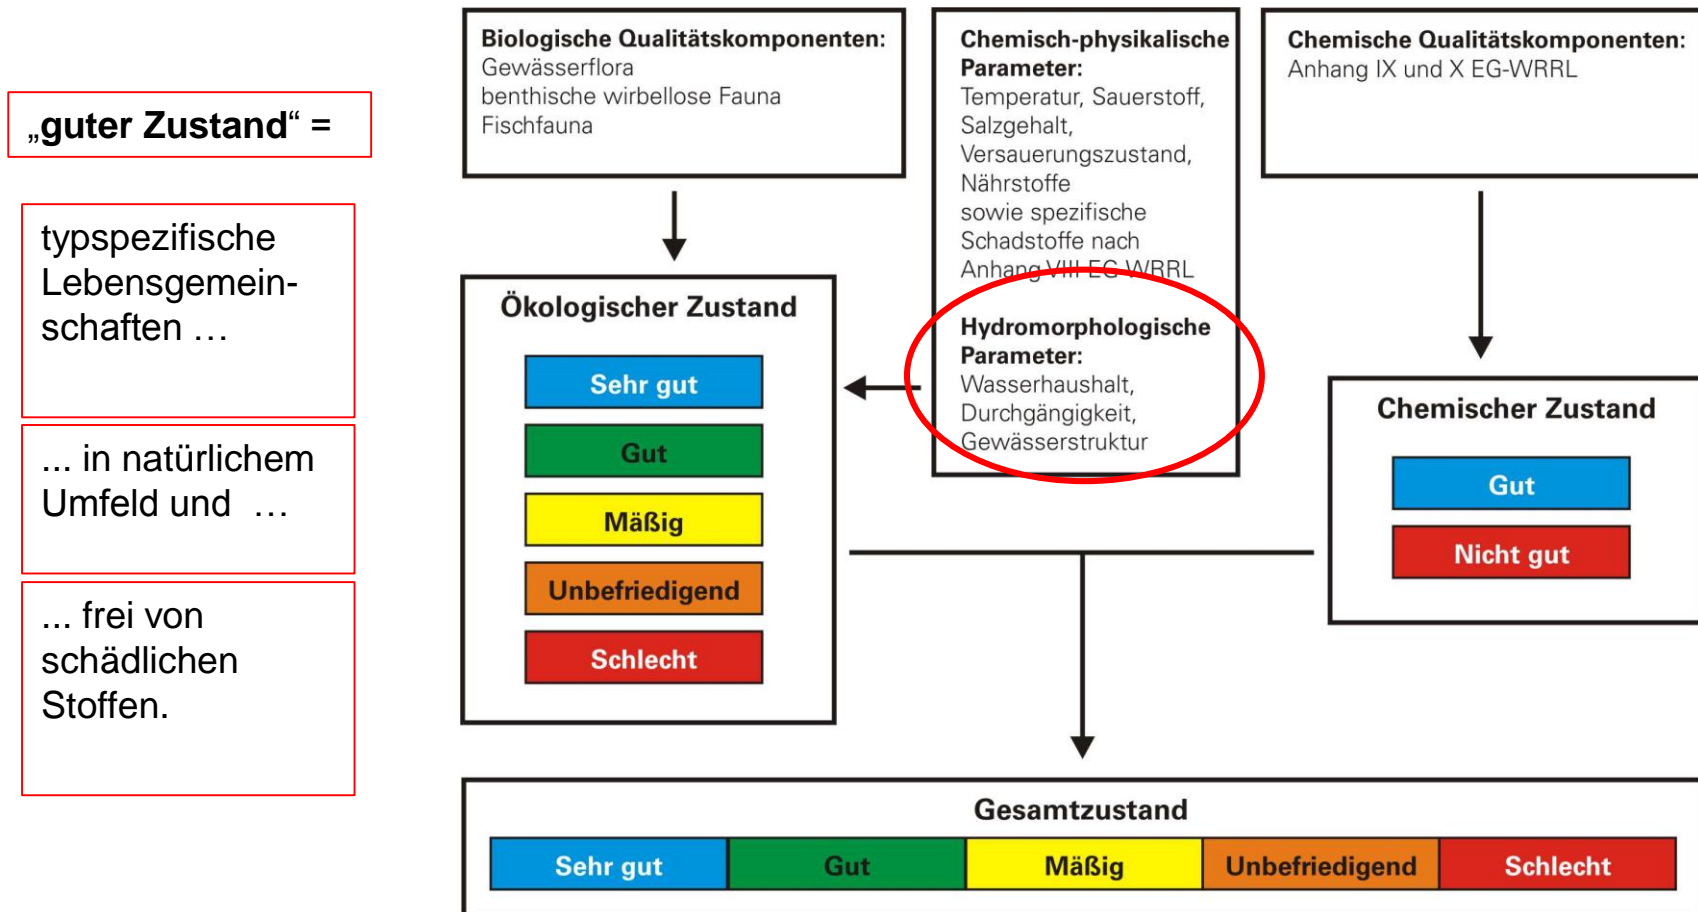 „guter Zustand“ =
typspezifische
Lebensgemein-
schaften …
... in natürlichem
Umfeld und …
... frei von
schädlichen
Stoffen.
Biologische Qualitätskomponenten:
Gewässerflora
benthische wirbellose Fauna
Fischfauna
Chemisch-physikalische
Parameter:
Temperatur, Sauerstoff,
Salzgehalt,
Versauerungszustand,
Nährstoffe
sowie spezifische
Schadstoffe nach
Anhang VIII EG-WRRL
Hydromorphologische
Parameter:
Wasserhaushalt,
Durchgängigkeit,
Gewässerstruktur
Chemische Qualitätskomponenten:
Anhang IX und X EG-WRRL
Ökologischer Zustand
Sehr gut
Gut
Mäßig
Unbefriedigend
Schlecht
Chemischer Zustand
Gut
Nicht gut
Gesamtzustand
Sehr gut Gut Mäßig Unbefriedigend Schlecht